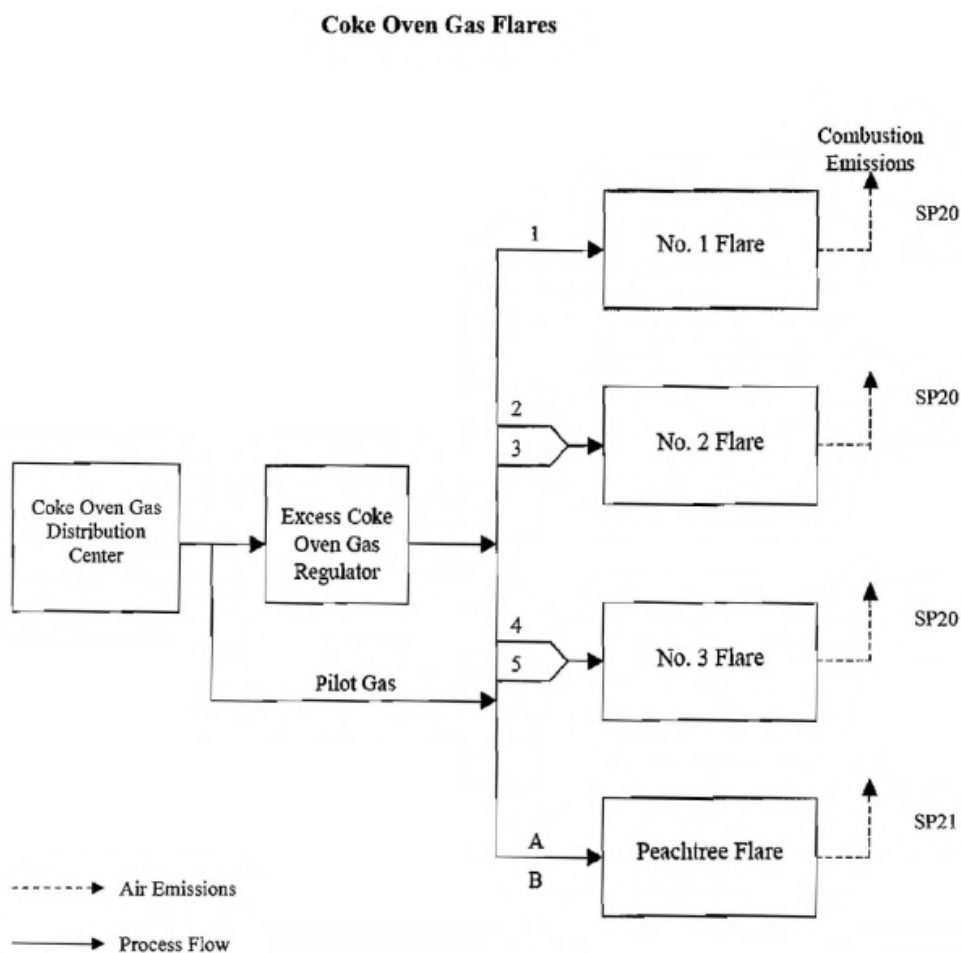 Coke Oven Gas Flares
Combustion
Emissions
SP20
1
No. 1 Flare
SP20
2
3
No. 2 Flare
Coke Oven Gas
Distribution
Center
Excess Coke
Oven Gas
Regulator
SP20
4
5
No. 3 Flare
Pilot Gas
SP21
A
B
Peachtree Flare
Air Emissions
Process Flow